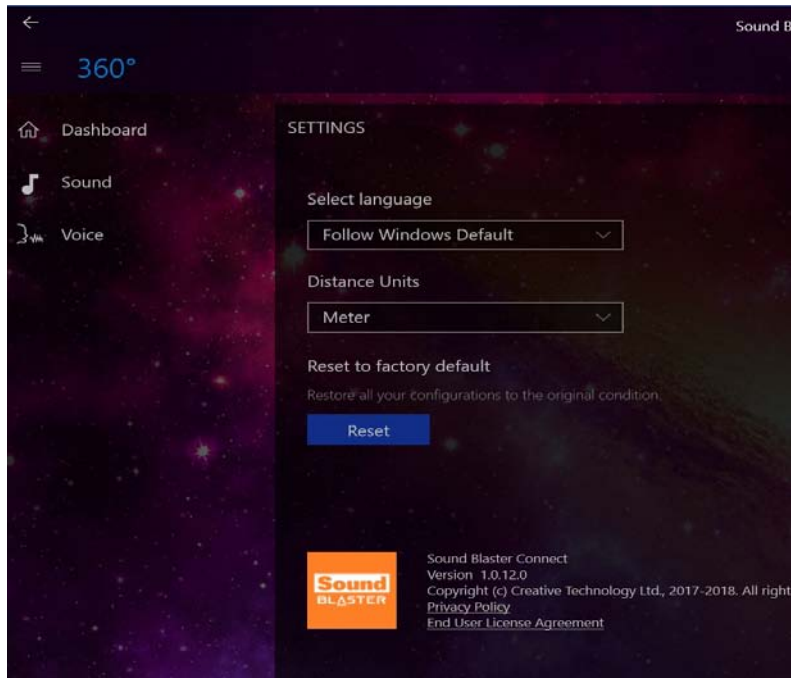 Sound B
360°
Dashboard
Sound
Voice
SETTINGS
Select language
Follow Windows Default
Distance Units
Meter
Reset to factory default
Restore all your configurations to the original condition.
Reset
Sound
BLASTER
Sound Blaster Connect
Version 1.0.12.0
Copyright (c) Creative Technology Ltd., 2017-2018. All right
Privacy Policy
End User License Agreement